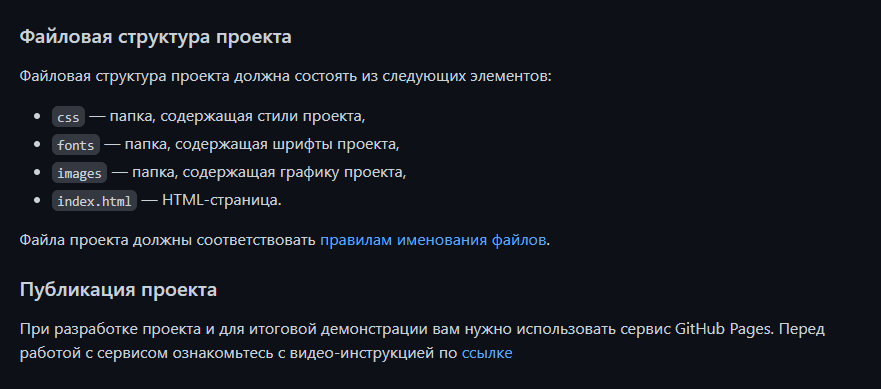 Файловая структура проекта
Файловая структура проекта должна состоять из следующих элементов:
css — папка, содержащая стили проекта,
fonts — папка, содержащая шрифты проекта,
images — папка, содержащая графику проекта,
index.html — HTML-страница.
Файла проекта должны соответствовать правилам именования файлов.
Публикация проекта
При разработке проекта и для итоговой демонстрации вам нужно использовать сервис GitHub Pages. Перед
работой с сервисом ознакомьтесь с видео-инструкцией по ссылке